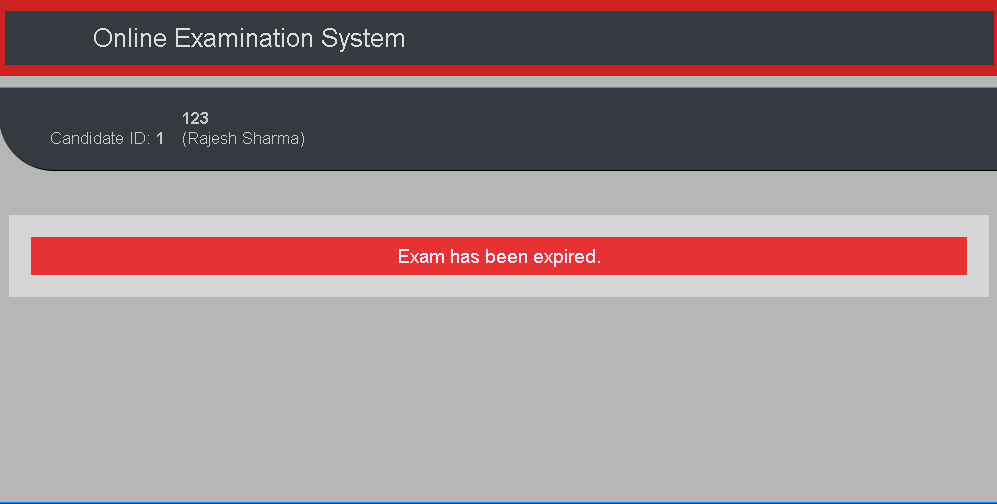 Online Examination System
123
Candidate ID: 1 (Rajesh Sharma)
Exam has been expired.